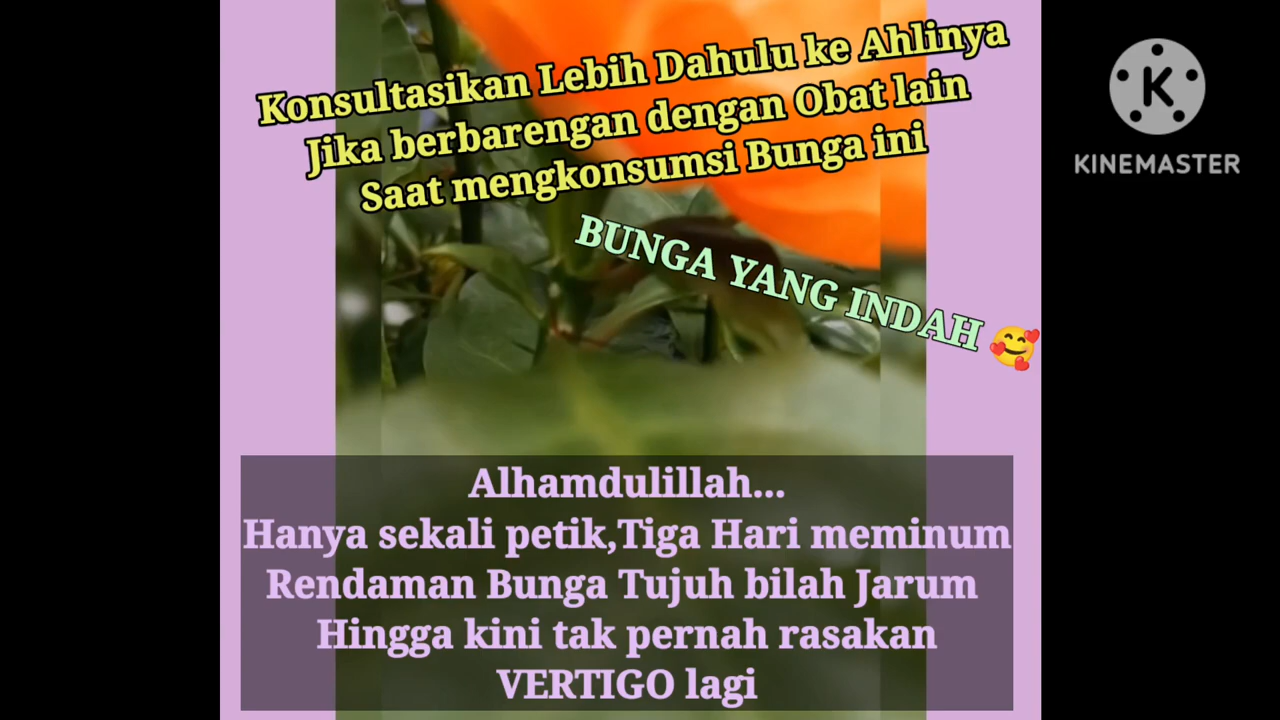 Konsultasikan Lebih Dahulu ke Ahlinya
Jika berbarengan dengan Obat lain
Saat mengkonsumsi Bunga ini
BUNGA YANG INDAH 🥰
Alhamdulillah...
Hanya sekali petik,Tiga Hari meminum
Rendaman Bunga Tujuh bilah Jarum
Hingga kini tak pernah rasakan
VERTIGO lagi
K
KINEMASTER